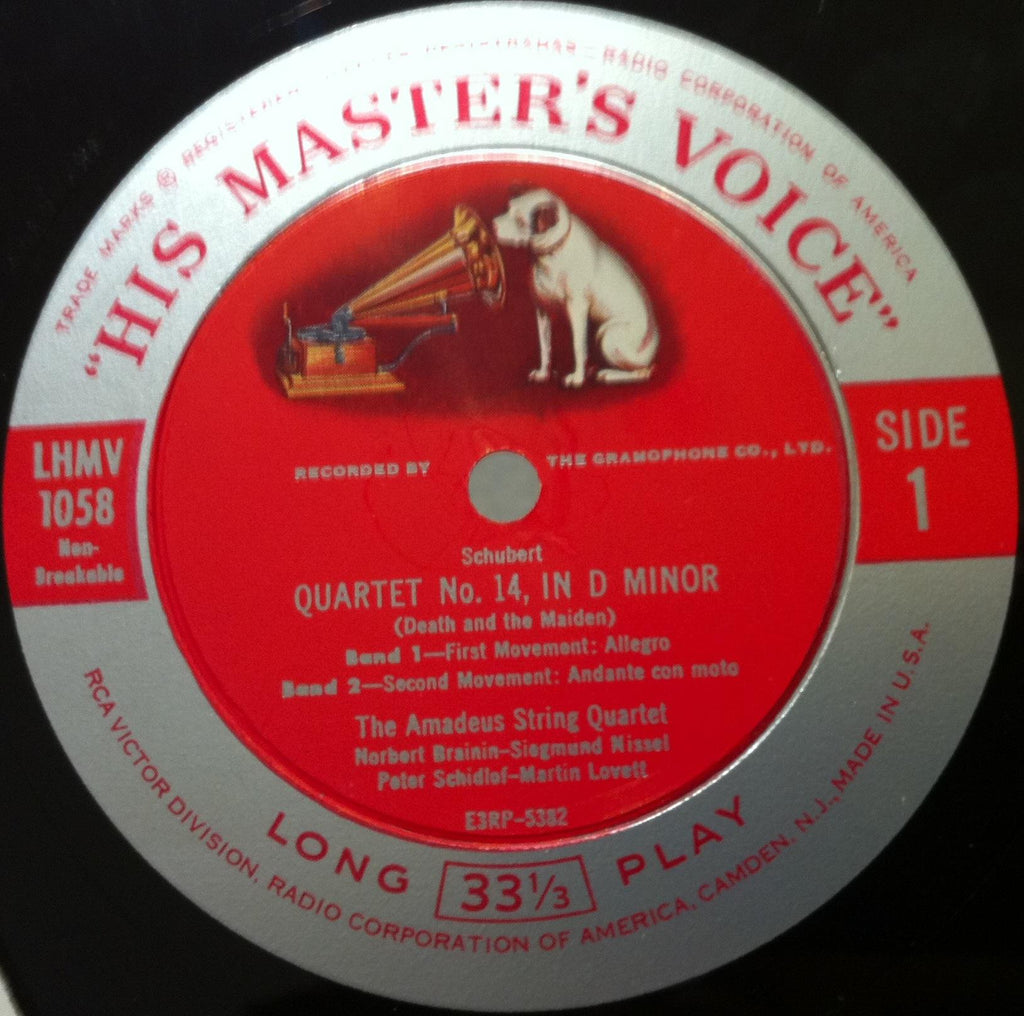 TRADE MARKS ® REGISTERED RADIO CORPORATION OF AMERICA
"HIS MASTER'S VOICE"
LHMV
1058
Non-
Breakable
SIDE
1
RECORDED BY THE GRAMOPHONE CO., LTD.
Schubert
QUARTET No. 14, IN D MINOR
(Death and the Maiden)
Band 1—First Movement: Allegro
Band 2—Second Movement: Andante con moto
The Amadeus String Quartet
Norbert Brainin-Siegmund Nissel
Peter Schidlof-Martin Lovett
E3RP-5382
LONG 33⅓ PLAY
RCA VICTOR DIVISION, RADIO CORPORATION OF AMERICA, CAMDEN, N.J., MADE IN U.S.A.